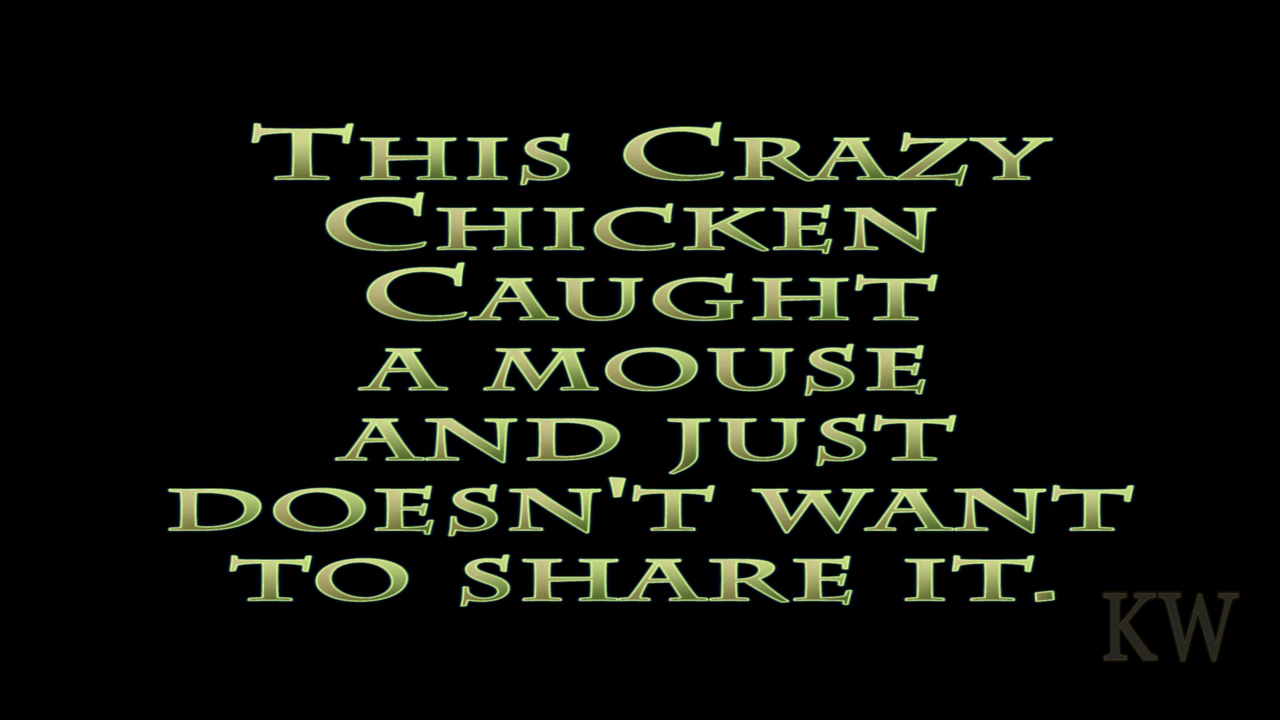 This Crazy
Chicken
Caught
a mouse
and just
doesn't want
to share it.
KW